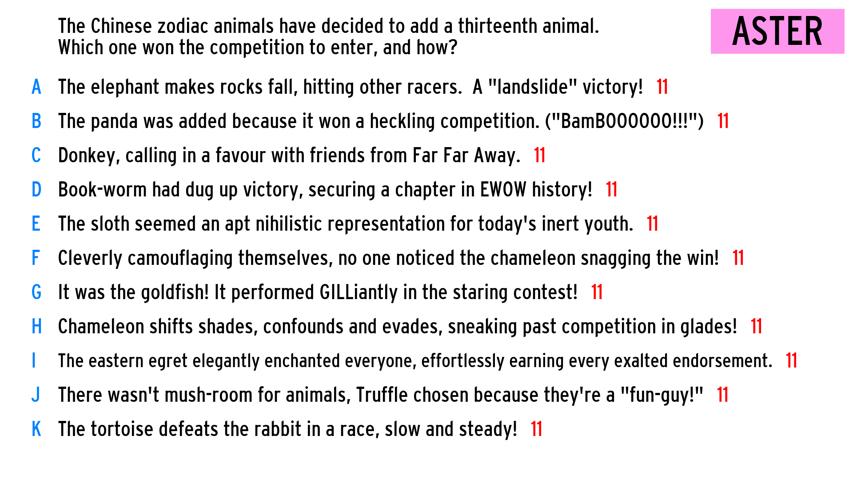 The Chinese zodiac animals have decided to add a thirteenth animal.
Which one won the competition to enter, and how?
ASTER
A The elephant makes rocks fall, hitting other racers. A "landslide" victory! 11
B The panda was added because it won a heckling competition. ("BamBOOOOOO!!!") 11
C Donkey, calling in a favour with friends from Far Far Away. 11
D Book-worm had dug up victory, securing a chapter in EWOW history! 11
E The sloth seemed an apt nihilistic representation for today's inert youth. 11
F Cleverly camouflaging themselves, no one noticed the chameleon snagging the win! 11
G It was the goldfish! It performed GILLiantly in the staring contest! 11
H Chameleon shifts shades, confounds and evades, sneaking past competition in glades! 11
I The eastern egret elegantly enchanted everyone, effortlessly earning every exalted endorsement. 11
J There wasn't mush-room for animals, Truffle chosen because they're a "fun-guy!" 11
K The tortoise defeats the rabbit in a race, slow and steady! 11